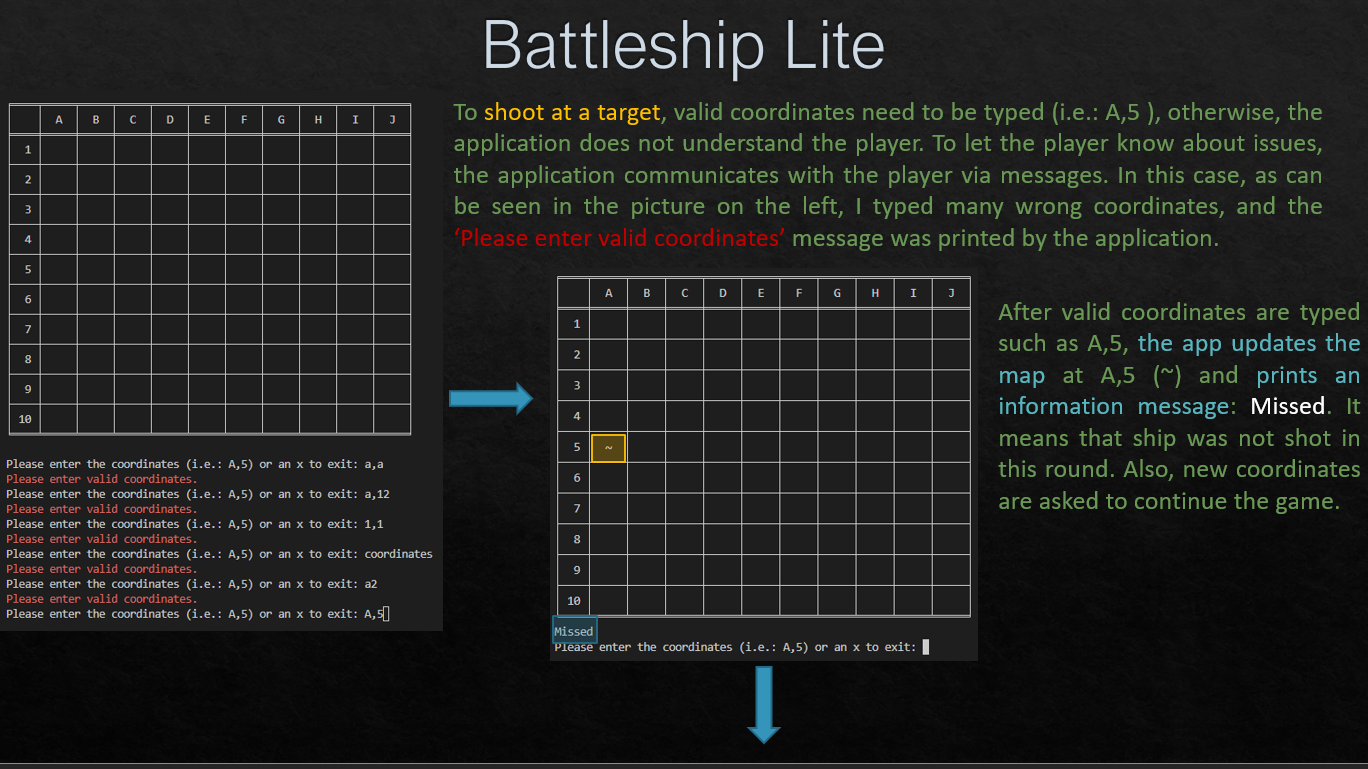 Battleship Lite
A B C D E F G H I J
1
2
3
4
5
6
7
8
9
10
Please enter the coordinates (i.e.: A,5) or an x to exit: a,a
Please enter valid coordinates.
Please enter the coordinates (i.e.: A,5) or an x to exit: a,12
Please enter valid coordinates.
Please enter the coordinates (i.e.: A,5) or an x to exit: 1,1
Please enter valid coordinates.
Please enter the coordinates (i.e.: A,5) or an x to exit: coordinates
Please enter valid coordinates.
Please enter the coordinates (i.e.: A,5) or an x to exit: a2
Please enter valid coordinates.
Please enter the coordinates (i.e.: A,5) or an x to exit: A,5
To shoot at a target, valid coordinates need to be typed (i.e.: A,5 ), otherwise, the
application does not understand the player. To let the player know about issues,
the application communicates with the player via messages. In this case, as can
be seen in the picture on the left, I typed many wrong coordinates, and the
‘Please enter valid coordinates’ message was printed by the application.
A B C D E F G H I J
1
2
3
4
5 ~
6
7
8
9
10
Missed
Please enter the coordinates (i.e.: A,5) or an x to exit:
After valid coordinates are typed
such as A,5, the app updates the
map at A,5 (~) and prints an
information message: Missed. It
means that ship was not shot in
this round. Also, new coordinates
are asked to continue the game.